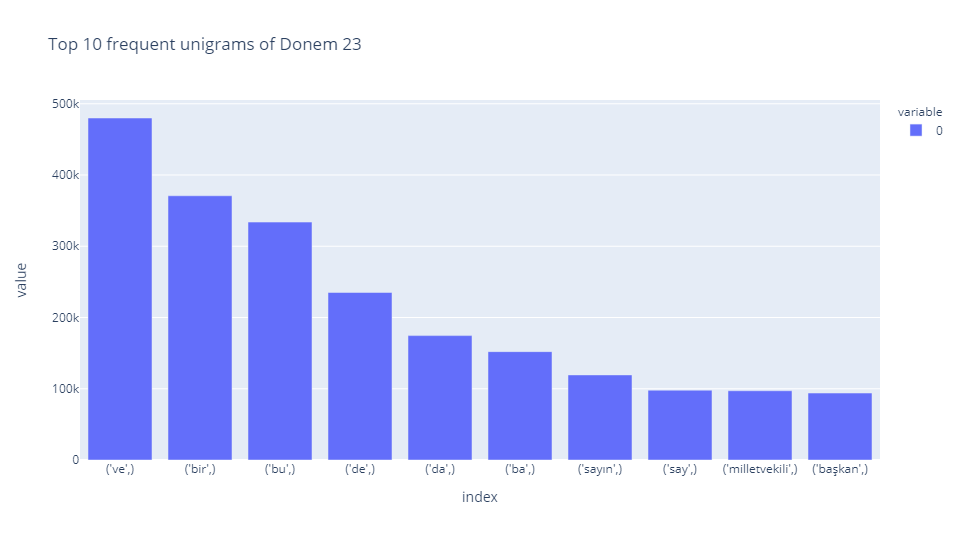 Top 10 frequent unigrams of Donem 23
variable
0
value
500k
400k
300k
200k
100k
0
('ve',) ('bir',) ('bu',) ('de',) ('da',) ('ba',) ('sayın',) ('say',) ('milletvekili',) ('başkan',)
index